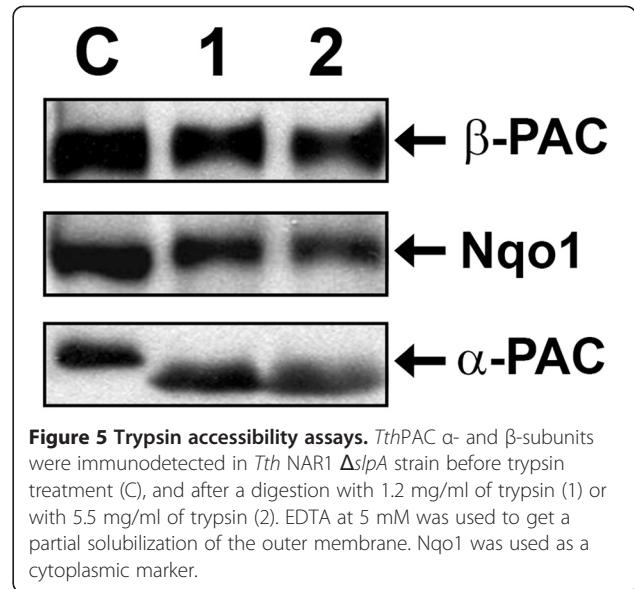 C 1 2
β-PAC
Nqo1
α-PAC
Figure 5 Trypsin accessibility assays. TthPAC α- and β-subunits
were immunodetected in Tth NAR1 ΔslpA strain before trypsin
treatment (C), and after a digestion with 1.2 mg/ml of trypsin (1) or
with 5.5 mg/ml of trypsin (2). EDTA at 5 mM was used to get a
partial solubilization of the outer membrane. Nqo1 was used as a
cytoplasmic marker.